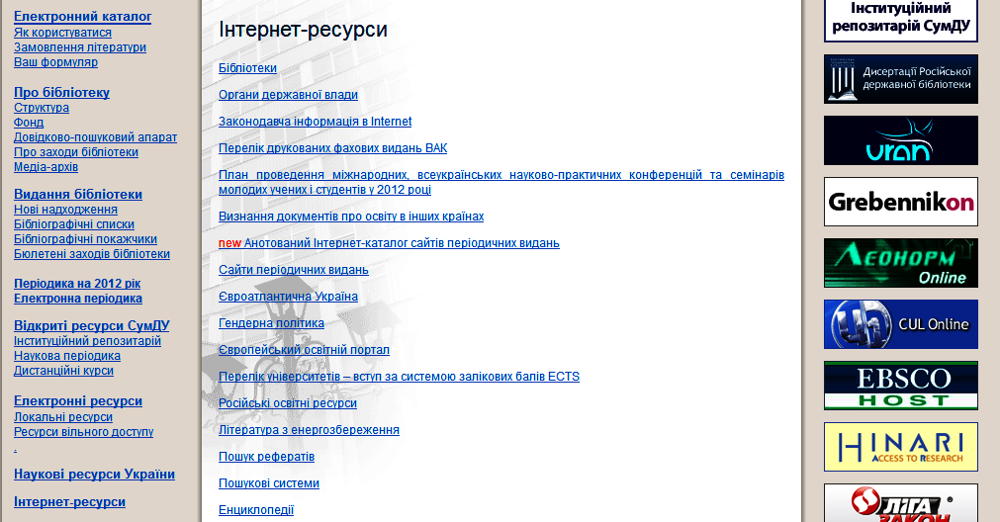 Електронний каталог
Як користуватися
Замовлення літератури
Ваш формуляр
Про бібліотеку
Структура
Фонд
Довідково-пошуковий апарат
Про заходи бібліотеки
Медіа-архів
Видання бібліотеки
Нові надходження
Бібліографічні списки
Бібліографічні покажчики
Бюлетені заходів бібліотеки
Періодика на 2012 рік
Електронна періодика
Відкриті ресурси СумДУ
Інституційний репозитарій
Наукова періодика
Дистанційні курси
Електронні ресурси
Локальні ресурси
Ресурси вільного доступу
.
Наукові ресурси України
Інтернет-ресурси
Інтернет-ресурси
Бібліотеки
Органи державної влади
Законодавча інформація в Internet
Перелік друкованих фахових видань ВАК
План проведення міжнародних, всеукраїнських науково-практичних конференцій та семінарів
молодих учених і студентів у 2012 році
Визнання документів про освіту в інших країнах
new Анотований Інтернет-каталог сайтів періодичних видань
Сайти періодичних видань
Євроатлантична Україна
Гендерна політика
Європейський освітній портал
Перелік університетів – вступ за системою залікових балів ECTS
Російські освітні ресурси
Література з енергозбереження
Пошук рефератів
Пошукові системи
Енциклопедії
Інституційний
репозитарій СумДУ
Дисертації Російської
державної бібліотеки
uran
Grebennikon
Леонорм
Online
CUL Online
EBSCO
HOST
HINARI
ACCESS TO RESEARCH
ЛІГА
ЗАКОН